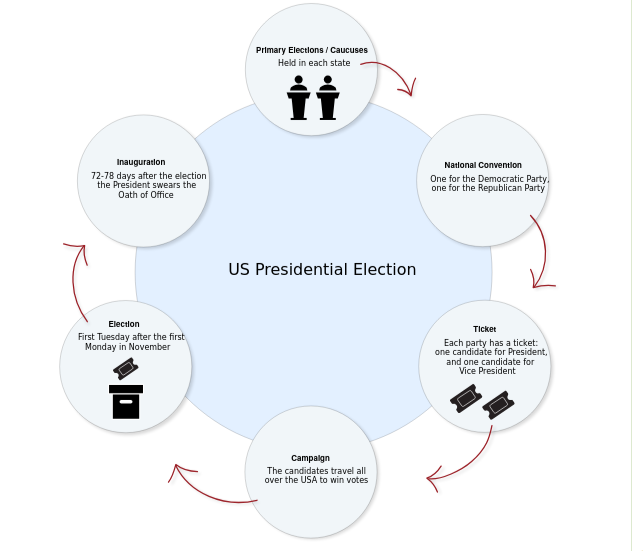 Primary Elections / Caucuses
Held in each state
National Convention
One for the Democratic Party,
one for the Republican Party
Ticket
Each party has a ticket:
one candidate for President,
and one candidate for
Vice President
Campaign
The candidates travel all
over the USA to win votes
Election
First Tuesday after the first
Monday in November
Inauguration
72-78 days after the election
the President swears the
Oath of Office
US Presidential Election